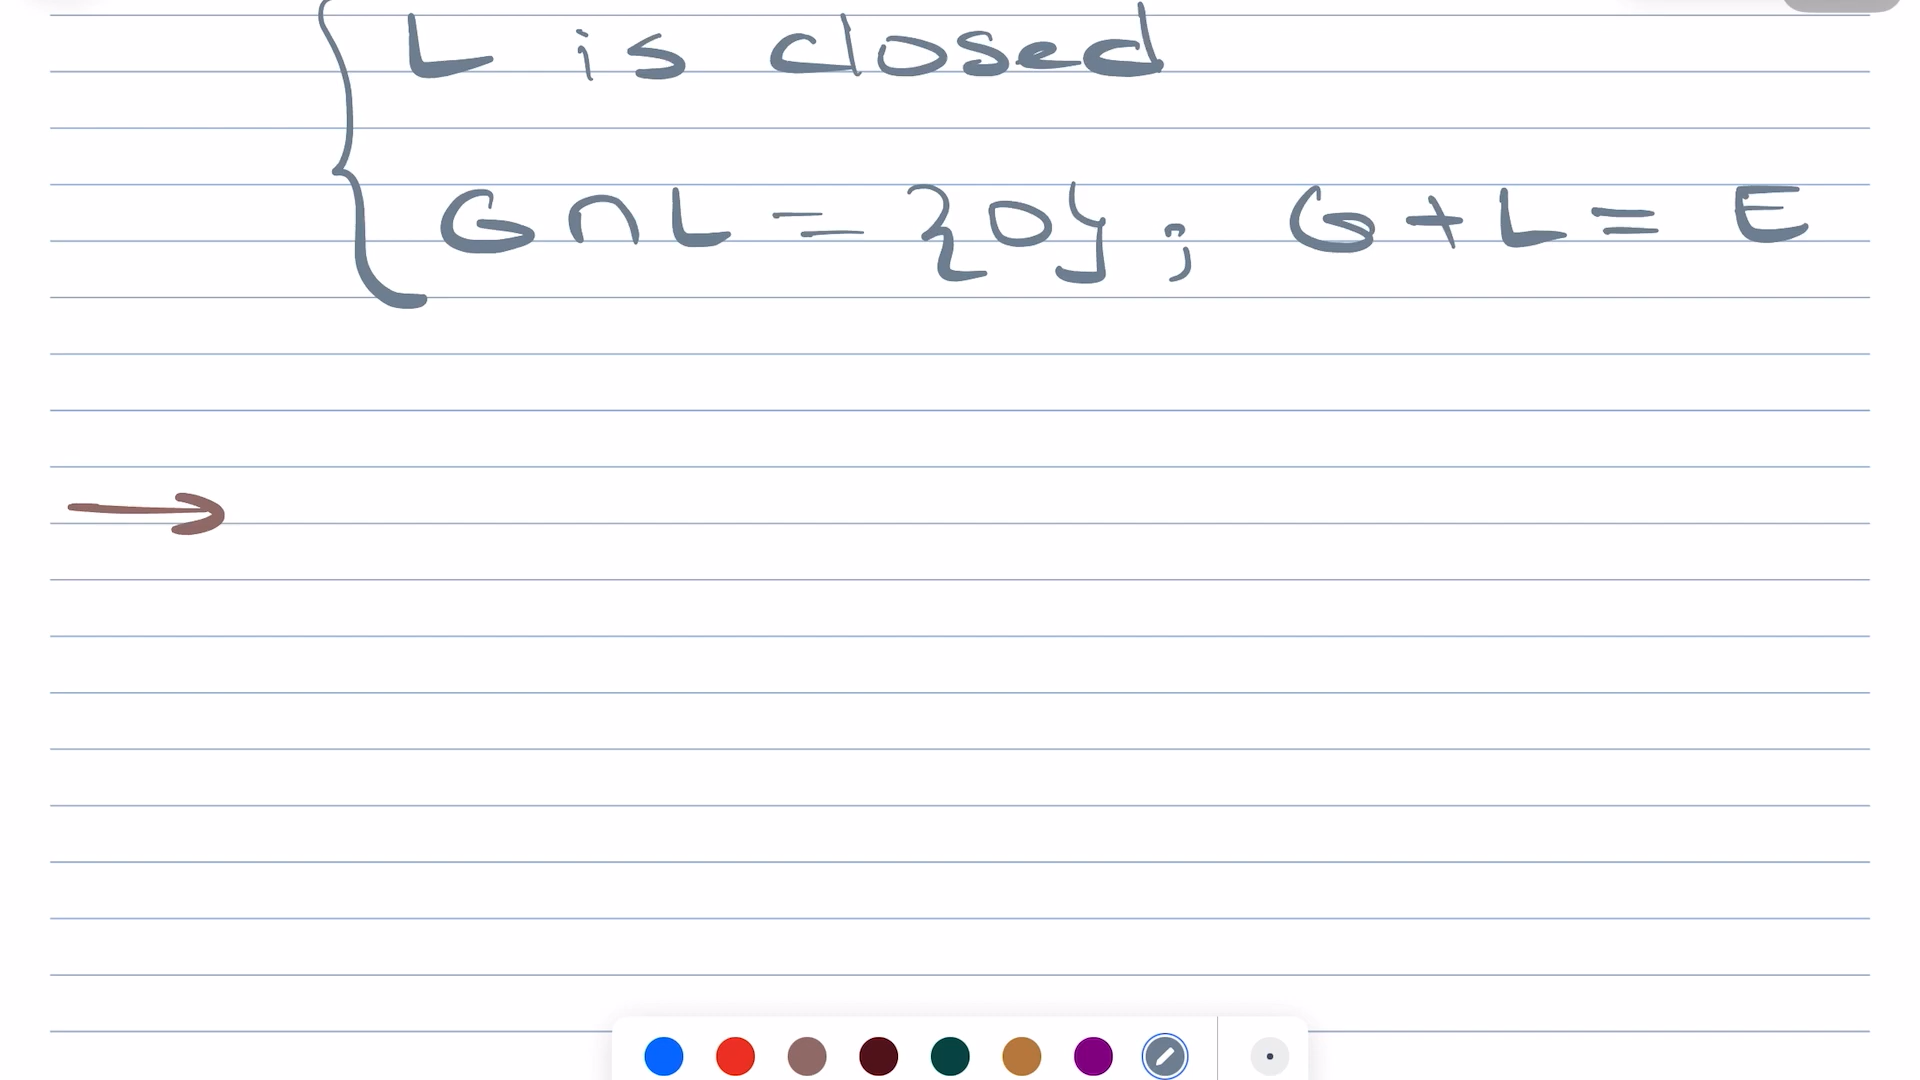 L is closed
G ∩ L = {0} ; G + L = E
→